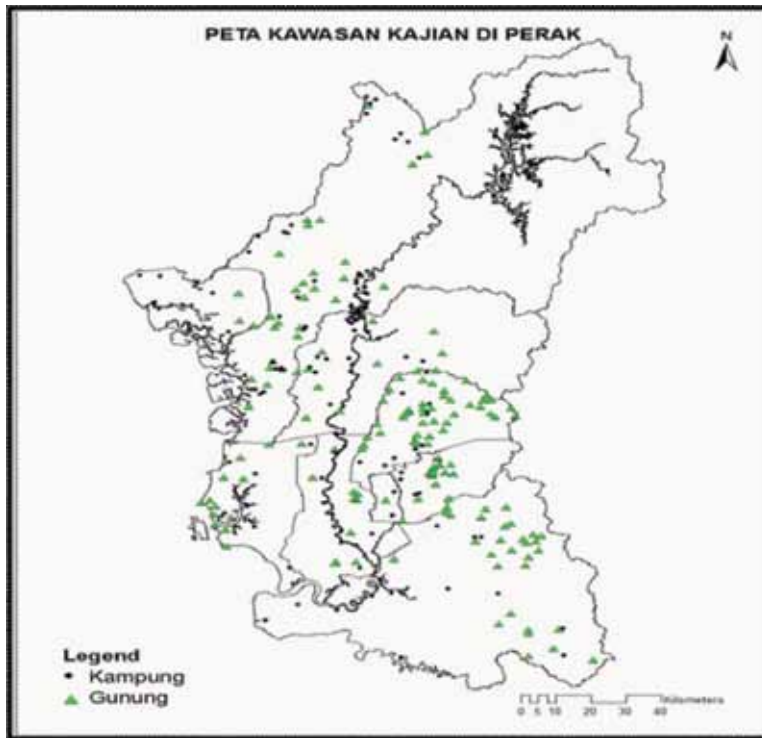 PETA KAWASAN KAJIAN DI PERAK
N
Legend
Kampung
Gunung
Kilometers
0 5 10 20 30 40